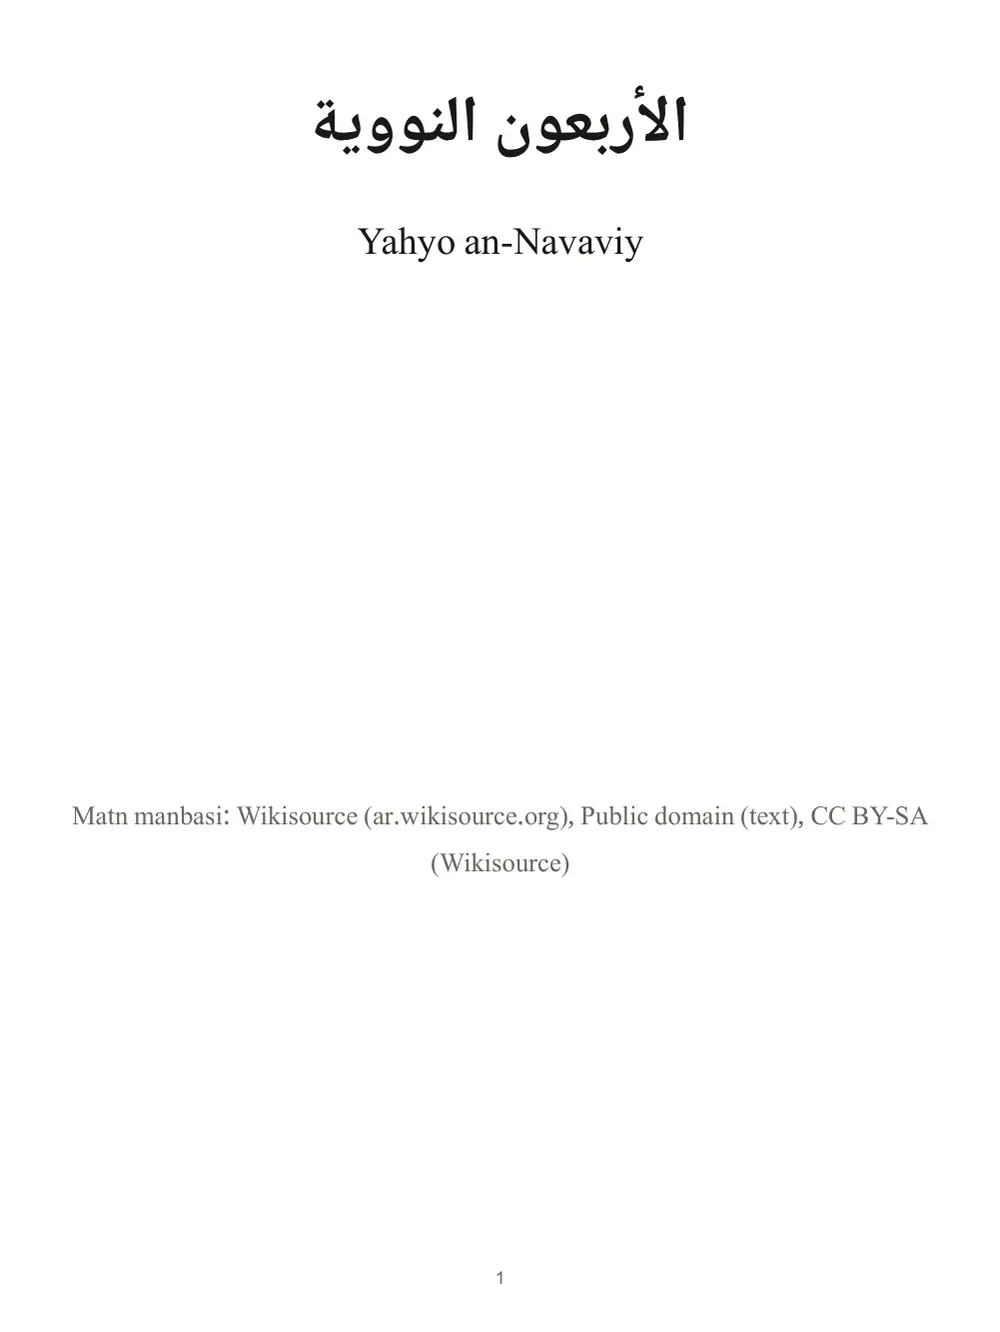 الأربعون النووية
Yahyo an-Navaviy
Matn manbasi: Wikisource (ar.wikisource.org), Public domain (text), CC BY-SA
(Wikisource)
1